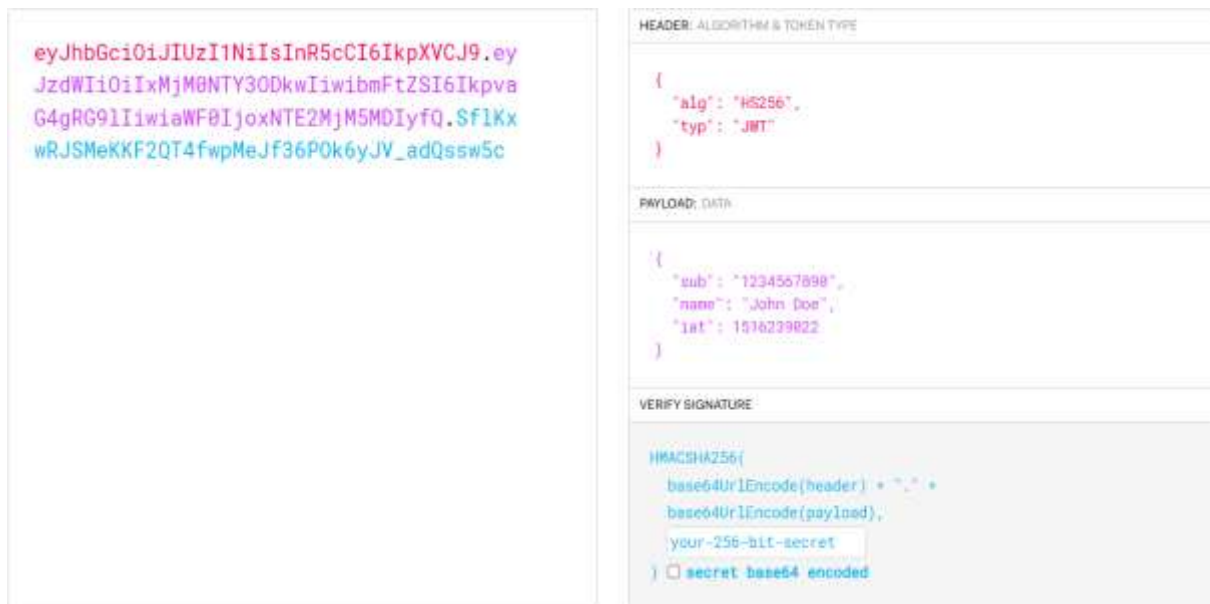 eyJhbGciOiJIUzI1NiIsInR5cCI6IkpXVCJ9.ey
JzdWIiOiIxMjM0NTY3ODkwIiwibmFtZSI6Ikpva
G4gRG9lIiwiaWF0IjoxNTE2MjM5MDIyfQ.SflKx
wRJSMeKKF2QT4fwpMeJf36POk6yJV_adQssw5c
HEADER: ALGORITHM & TOKEN TYPE
{
"alg": "HS256",
"typ": "JWT"
}
PAYLOAD: DATA
{
"sub": "1234567890",
"name": "John Doe",
"iat": 1516239022
}
VERIFY SIGNATURE
HMACSHA256(
base64UrlEncode(header) + "." +
base64UrlEncode(payload),
your-256-bit-secret
) secret base64 encoded